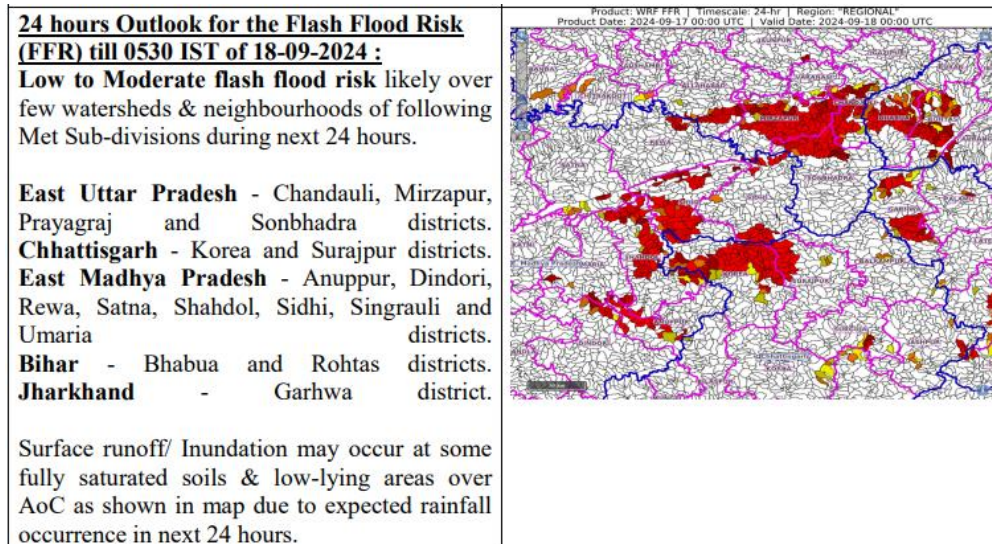 24 hours Outlook for the Flash Flood Risk
(FFR) till 0530 IST of 18-09-2024 :
Low to Moderate flash flood risk likely over
few watersheds & neighbourhoods of following
Met Sub-divisions during next 24 hours.
East Uttar Pradesh - Chandauli, Mirzapur,
Prayagraj and Sonbhadra districts.
Chhattisgarh - Korea and Surajpur districts.
East Madhya Pradesh - Anuppur, Dindori,
Rewa, Satna, Shahdol, Sidhi, Singrauli and
Umaria districts.
Bihar - Bhabua and Rohtas districts.
Jharkhand - Garhwa district.
Surface runoff/ Inundation may occur at some
fully saturated soils & low-lying areas over
AoC as shown in map due to expected rainfall
occurrence in next 24 hours.
Product: WRF FFR | Timescale: 24-hr | Region: "REGIONAL"
Product Date: 2024-09-17 00:00 UTC | Valid Date: 2024-09-18 00:00 UTC